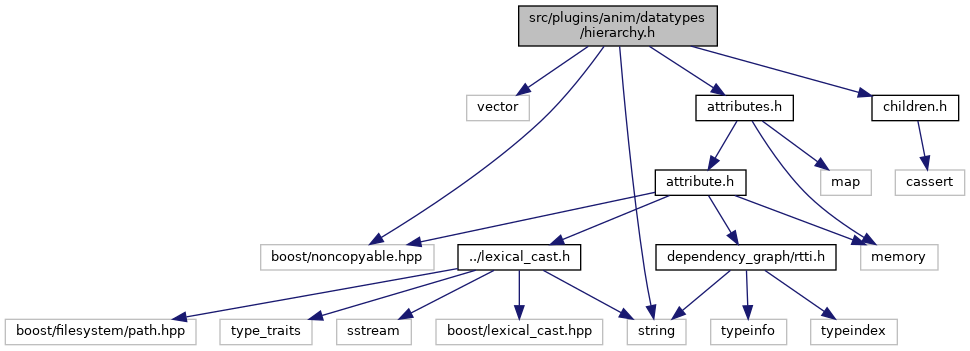 src/plugins/anim/datatypes
/hierarchy.h
vector
attributes.h
children.h
attribute.h
map
cassert
boost/noncopyable.hpp
../lexical_cast.h
dependency_graph/rtti.h
memory
boost/filesystem/path.hpp
type_traits
sstream
boost/lexical_cast.hpp
string
typeinfo
typeindex